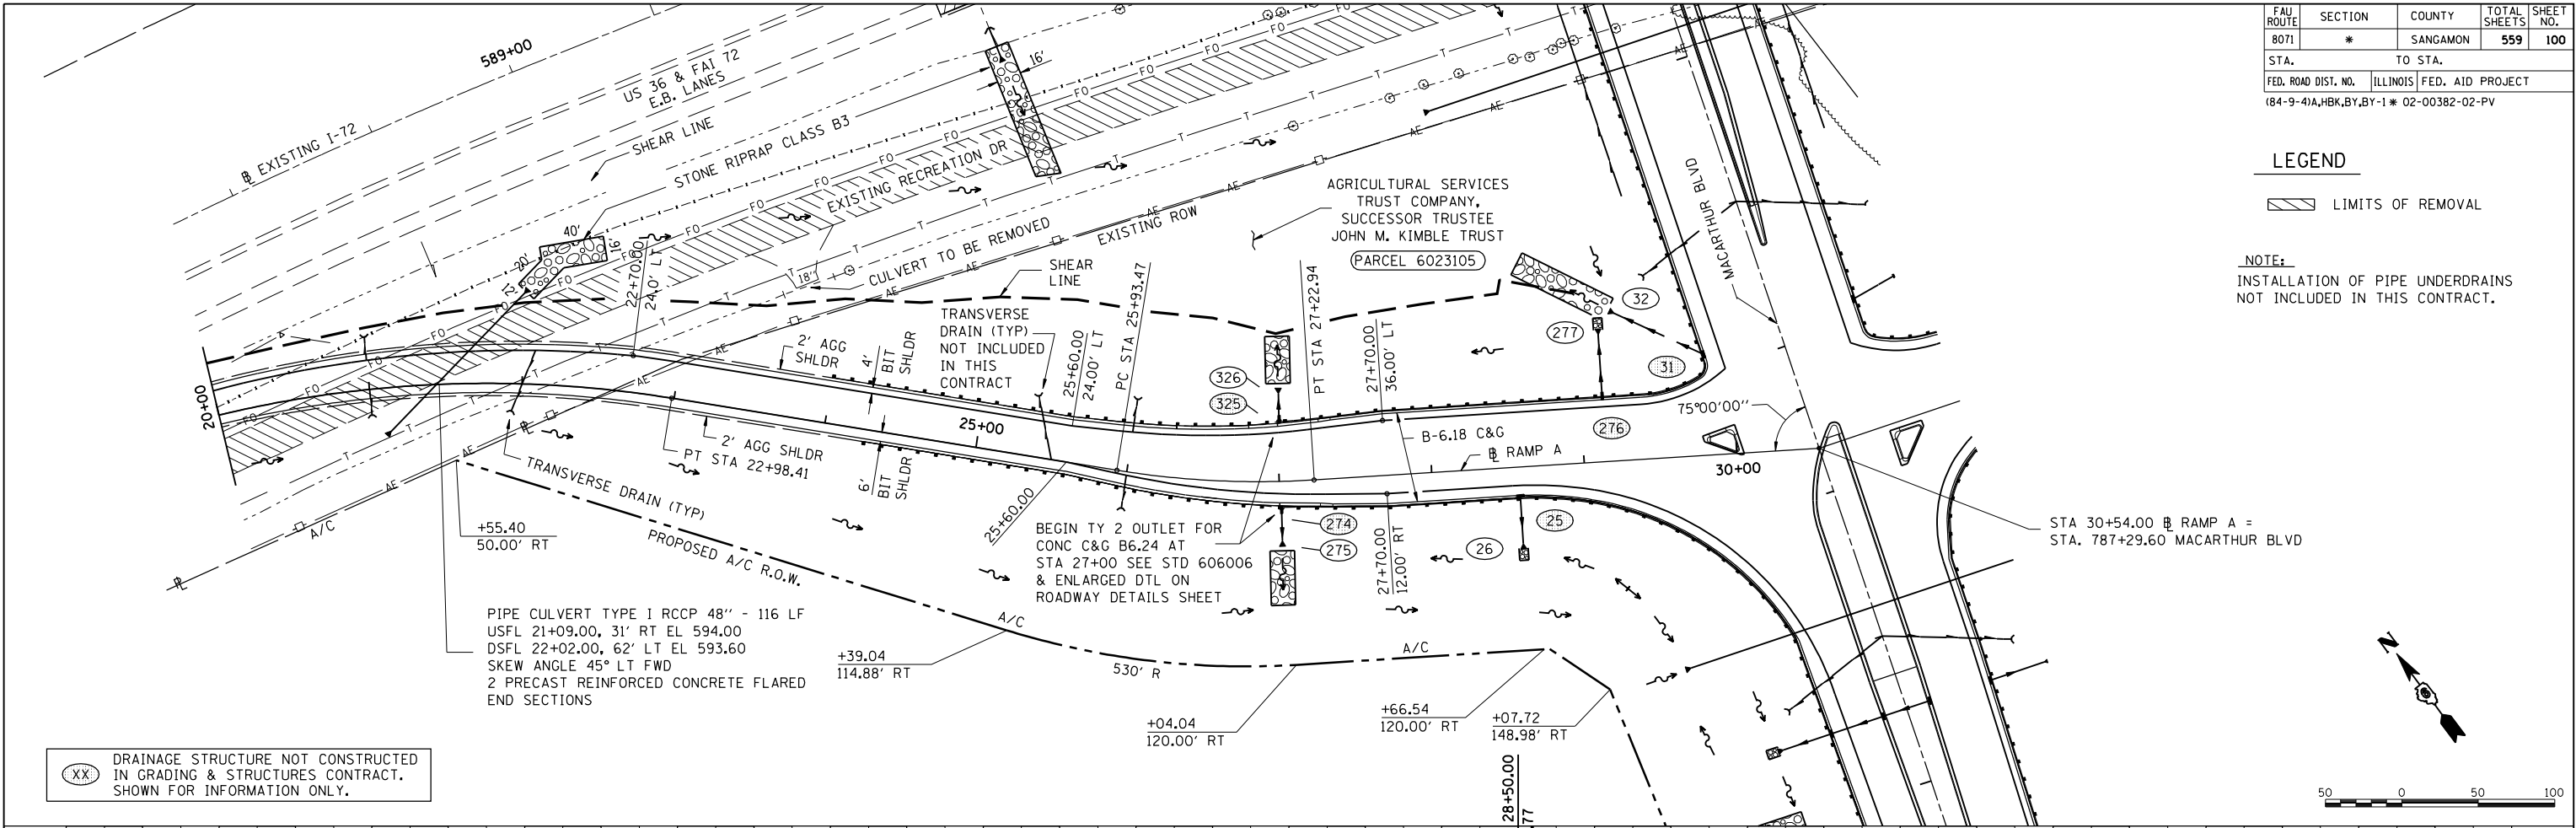 FAU ROUTE SECTION COUNTY TOTAL SHEETS SHEET NO.
8071 * SANGAMON 559 100
STA. TO STA.
FED. ROAD DIST. NO. ILLINOIS FED. AID PROJECT
(84-9-4)A,HBK,BY,BY-1 * 02-00382-02-PV
LEGEND
LIMITS OF REMOVAL
NOTE:
INSTALLATION OF PIPE UNDERDRAINS
NOT INCLUDED IN THIS CONTRACT.
589+00
US 36 & FAI 72
E.B. LANES
℄ EXISTING I-72
SHEAR LINE
STONE RIPRAP CLASS B3
EXISTING RECREATION DR
16'
40'
16'
20'
12'
22+70.00
24.0' LT
18"
CULVERT TO BE REMOVED
EXISTING ROW
AGRICULTURAL SERVICES
TRUST COMPANY,
SUCCESSOR TRUSTEE
JOHN M. KIMBLE TRUST
PARCEL 6023105
MACARTHUR BLVD
MACARTHUR BLVD
SHEAR
LINE
TRANSVERSE
DRAIN (TYP)
NOT INCLUDED
IN THIS
CONTRACT
2' AGG
SHLDR
4'
BIT
SHLDR
25+60.00
24.00' LT
PC STA 25+93.47
PT STA 27+22.94
27+70.00
36.00' LT
32
277
31
326
325
276
75°00'00''
20+00
25+00
30+00
B-6.18 C&G
℄ RAMP A
2' AGG SHLDR
PT STA 22+98.41
6'
BIT
SHLDR
TRANSVERSE DRAIN (TYP)
PROPOSED A/C R.O.W.
A/C
+55.40
50.00' RT
25+60.00
BEGIN TY 2 OUTLET FOR
CONC C&G B6.24 AT
STA 27+00 SEE STD 606006
& ENLARGED DTL ON
ROADWAY DETAILS SHEET
274
275
27+70.00
12.00' RT
25
26
STA 30+54.00 ℄ RAMP A =
STA. 787+29.60 MACARTHUR BLVD
PIPE CULVERT TYPE I RCCP 48'' - 116 LF
USFL 21+09.00, 31' RT EL 594.00
DSFL 22+02.00, 62' LT EL 593.60
SKEW ANGLE 45° LT FWD
2 PRECAST REINFORCED CONCRETE FLARED
END SECTIONS
+39.04
114.88' RT
A/C
530' R
A/C
+04.04
120.00' RT
+66.54
120.00' RT
+07.72
148.98' RT
28+50.00
77
XX
DRAINAGE STRUCTURE NOT CONSTRUCTED
IN GRADING & STRUCTURES CONTRACT.
SHOWN FOR INFORMATION ONLY.
N
50 0 50 100